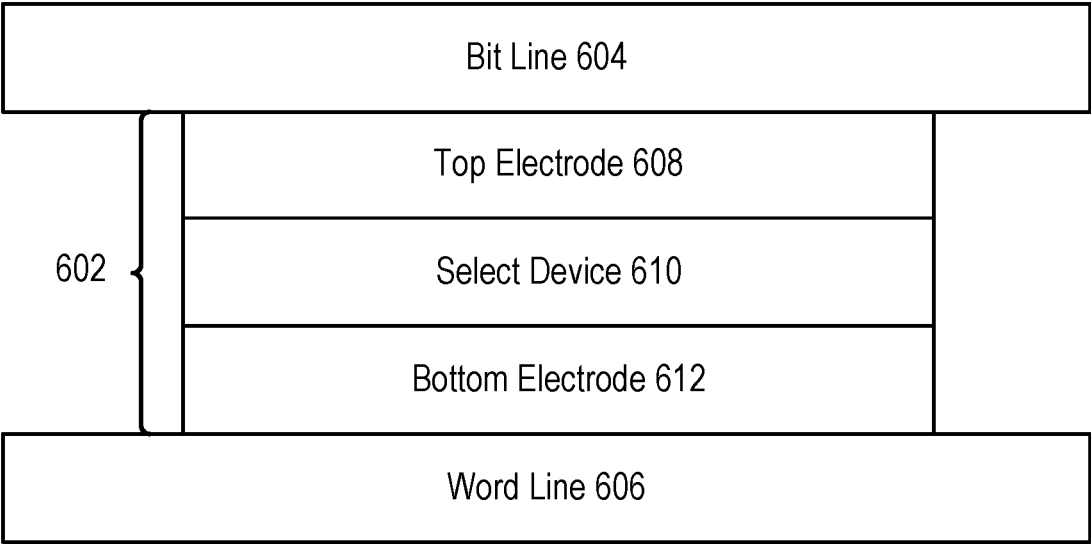 Bit Line 604
Top Electrode 608
602
Select Device 610
Bottom Electrode 612
Word Line 606